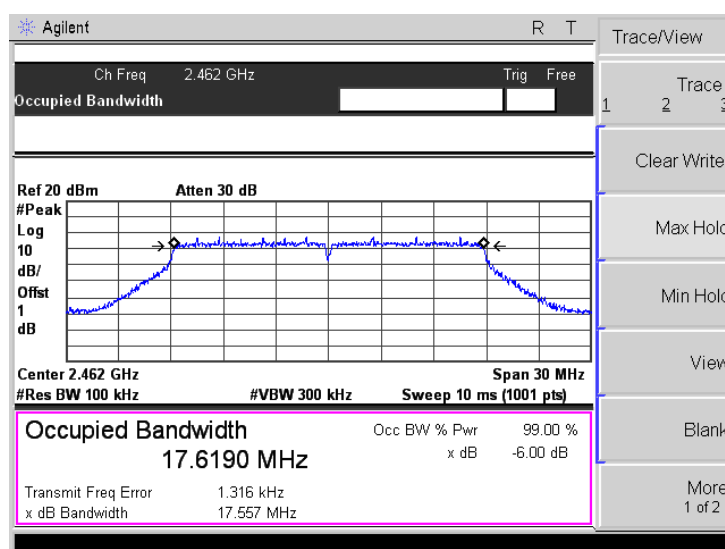 Agilent R T
Ch Freq 2.462 GHz Trig Free
Occupied Bandwidth
Ref 20 dBm Atten 30 dB
#Peak
Log
10
dB/
Offst
1
dB
Center 2.462 GHz Span 30 MHz
#Res BW 100 kHz #VBW 300 kHz Sweep 10 ms (1001 pts)
Occupied Bandwidth
17.6190 MHz
Occ BW % Pwr 99.00 %
x dB -6.00 dB
Transmit Freq Error 1.316 kHz
x dB Bandwidth 17.557 MHz
Trace/View
Trace
1 2 3
Clear Write
Max Hold
Min Hold
View
Blank
More
1 of 2